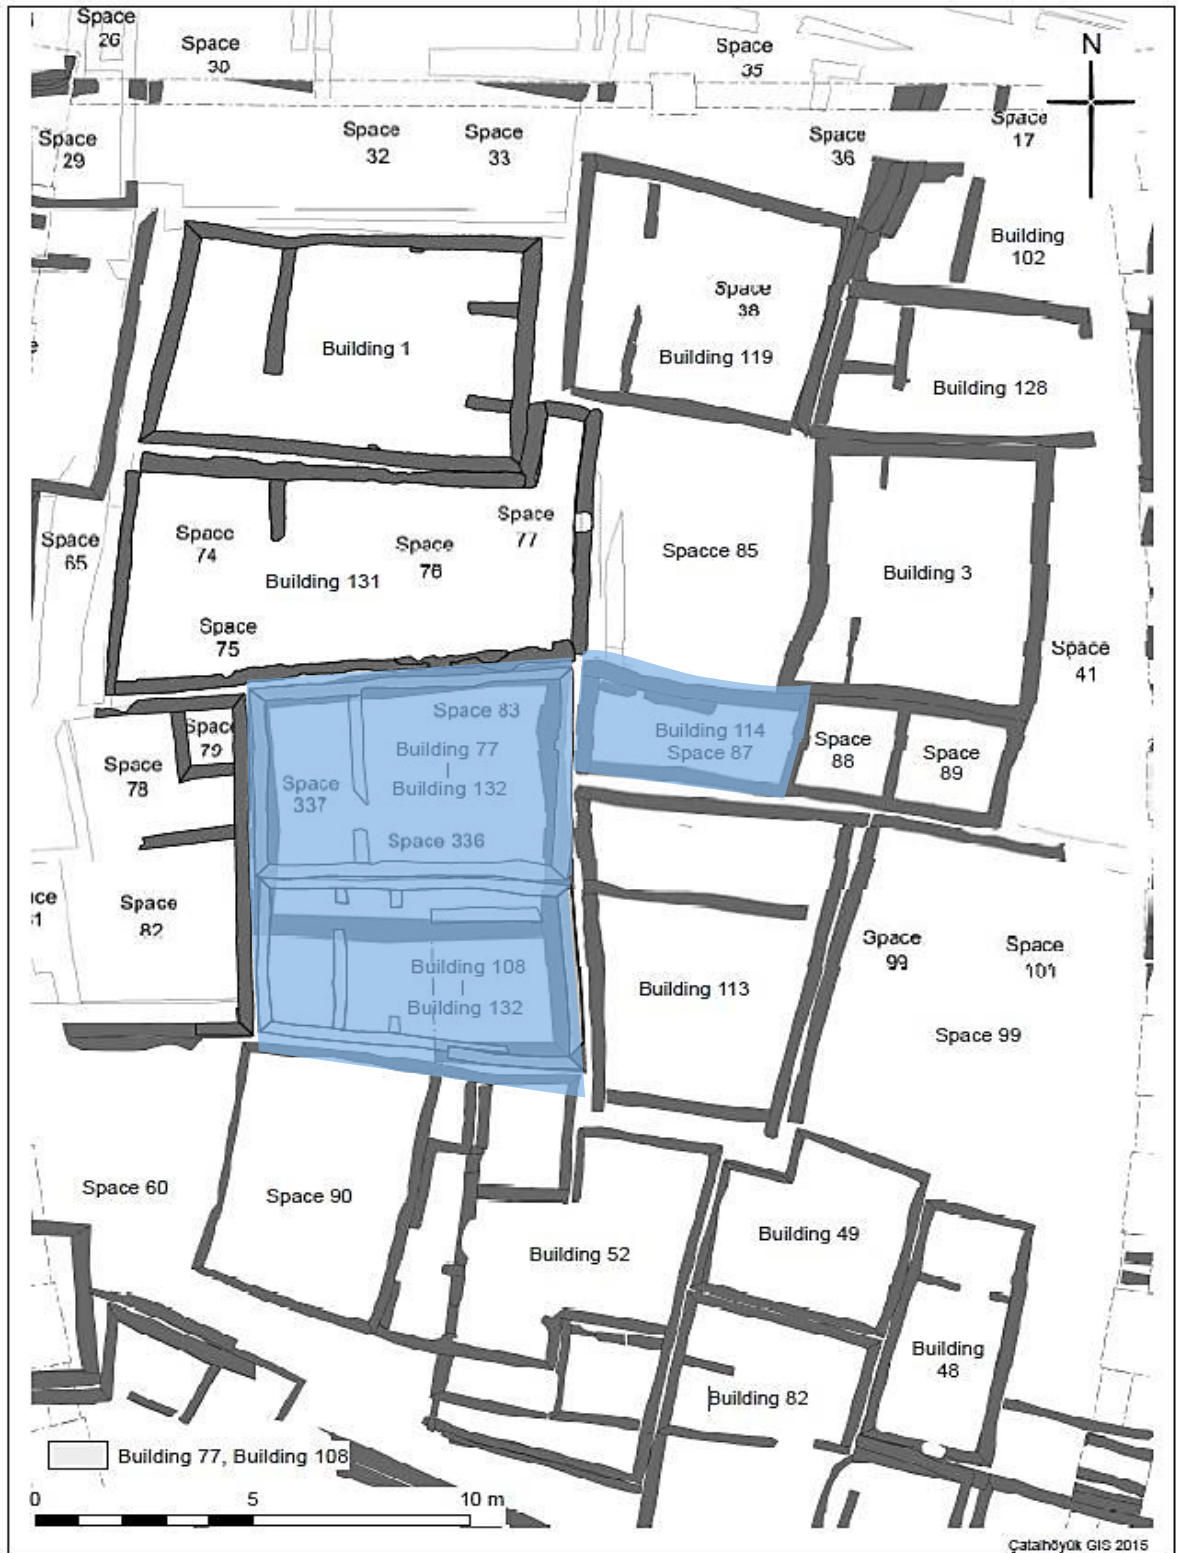 Space
26
Space
30
Space
35
N
Space
29
Space
32
Space
33
Space
36
Space
17
Building
102
Space
38
Building 1
Building 119
Building 128
Space
65
Space
74
Space
76
Space
77
Spacce 85
Building 3
Building 131
Space
75
Space
41
Space
79
Space
78
Space 83
Building 77
Building 132
Space
337
Space 336
Building 114
Space 87
Space
88
Space
89
Space
82
Building 108
Building 132
Building 113
Space
99
Space
101
Space 99
Space 60
Space 90
Building 52
Building 49
Building
48
Building 82
Building 77, Building 108
0 5 10 m
Çatalhöyük GIS 2015